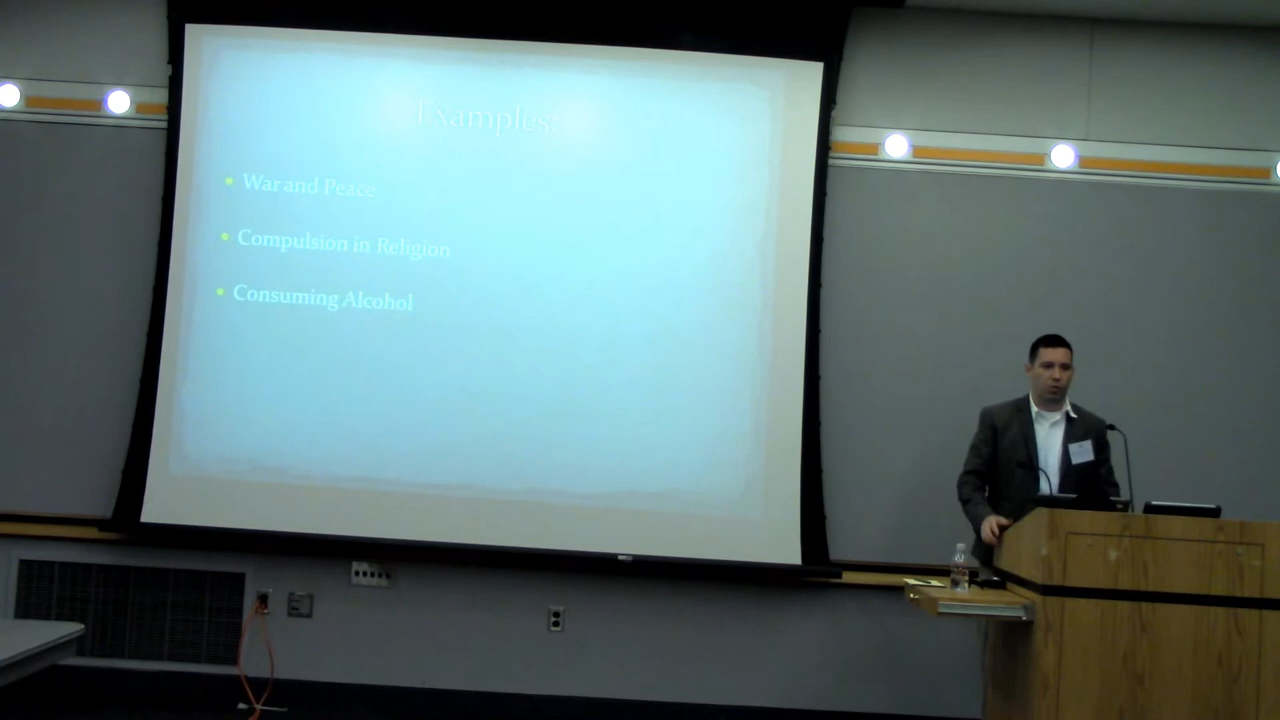 Examples:
War and Peace
Compulsion in Religion
Consuming Alcohol